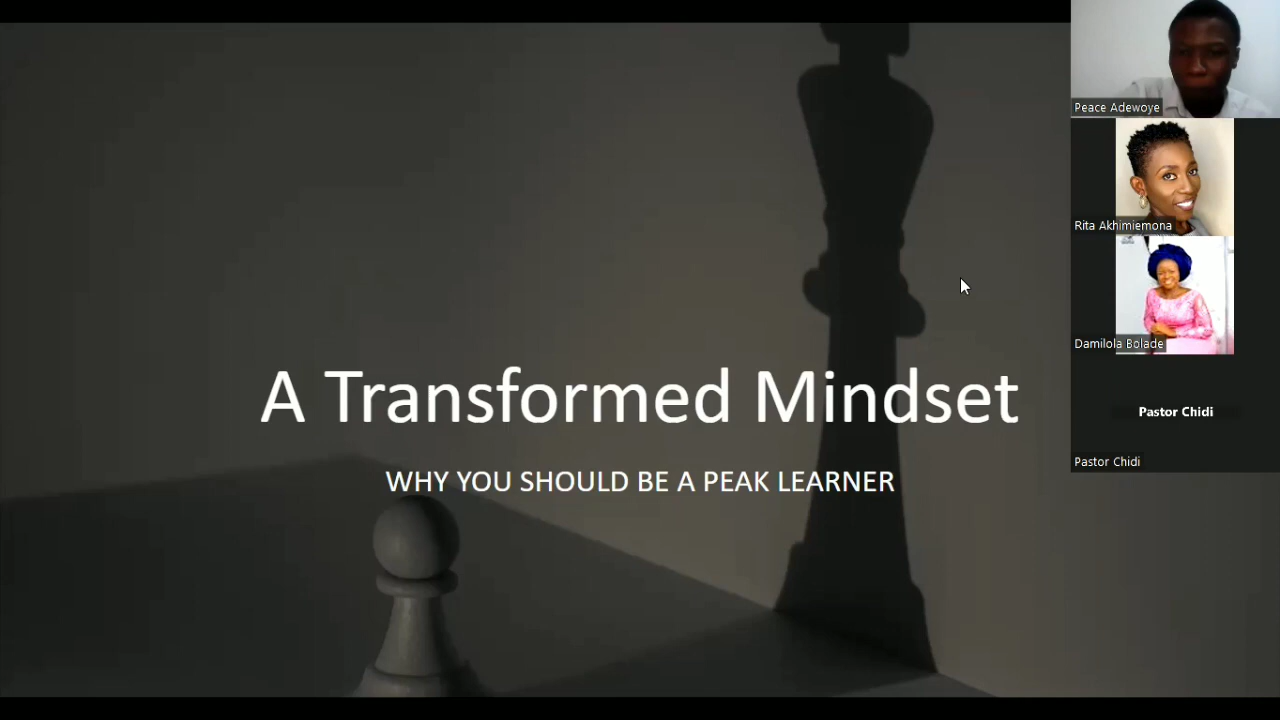 A Transformed Mindset
WHY YOU SHOULD BE A PEAK LEARNER
Peace Adewoye
Rita Akhimiemona
Damilola Bolade
Pastor Chidi
Pastor Chidi